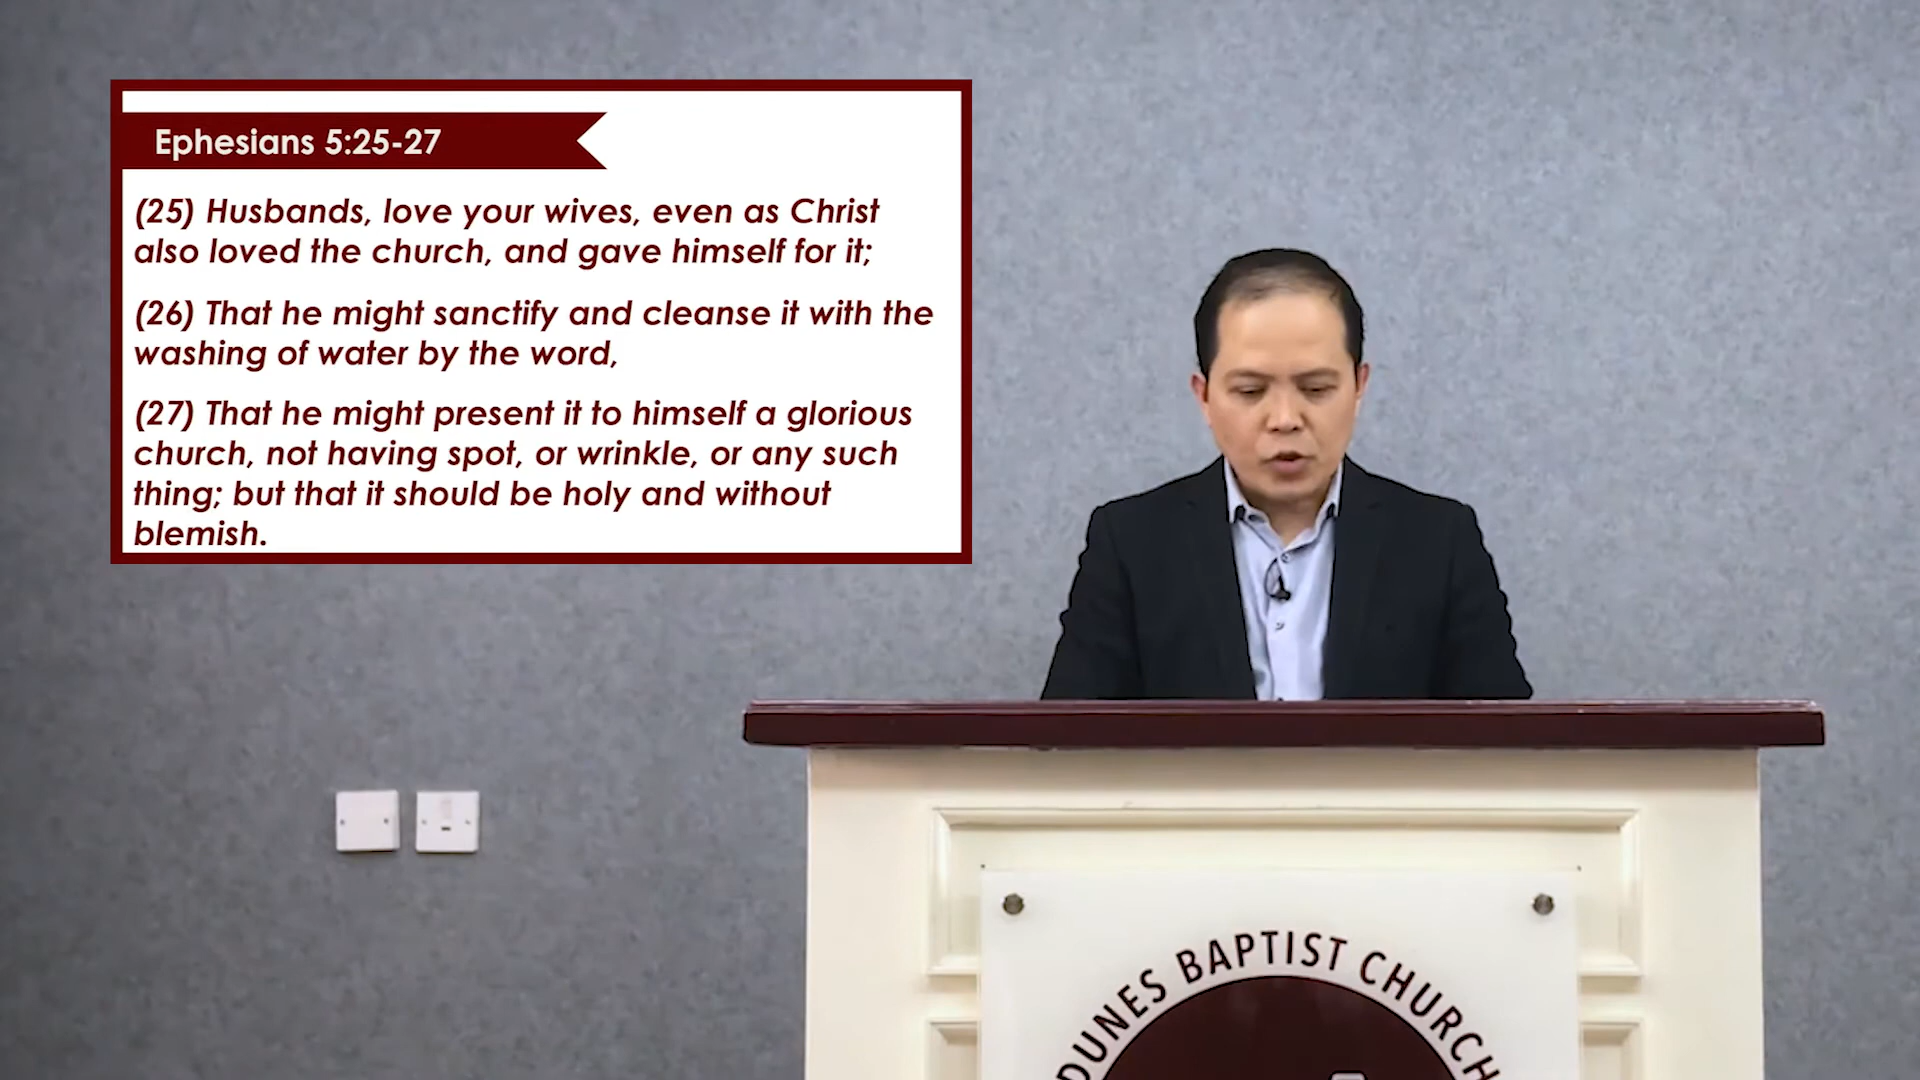 Ephesians 5:25-27
(25) Husbands, love your wives, even as Christ
also loved the church, and gave himself for it;
(26) That he might sanctify and cleanse it with the
washing of water by the word,
(27) That he might present it to himself a glorious
church, not having spot, or wrinkle, or any such
thing; but that it should be holy and without
blemish.
DUNES BAPTIST CHURCH